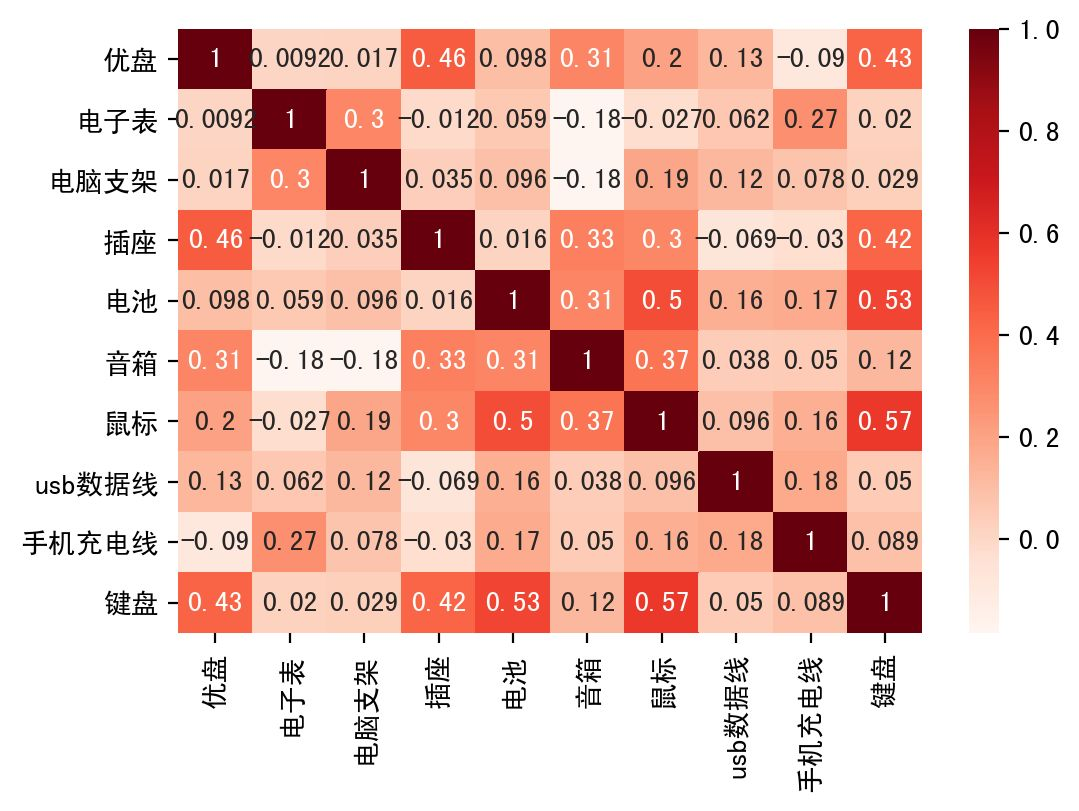 优盘 1 0.0092 0.017 0.46 0.098 0.31 0.2 0.13 -0.09 0.43
电子表 0.0092 1 0.3 -0.012 0.059 -0.18 -0.027 0.062 0.27 0.02
电脑支架 0.017 0.3 1 0.035 0.096 -0.18 0.19 0.12 0.078 0.029
插座 0.46 -0.012 0.035 1 0.016 0.33 0.3 -0.069 -0.03 0.42
电池 0.098 0.059 0.096 0.016 1 0.31 0.5 0.16 0.17 0.53
音箱 0.31 -0.18 -0.18 0.33 0.31 1 0.37 0.038 0.05 0.12
鼠标 0.2 -0.027 0.19 0.3 0.5 0.37 1 0.096 0.16 0.57
usb数据线 0.13 0.062 0.12 -0.069 0.16 0.038 0.096 1 0.18 0.05
手机充电线 -0.09 0.27 0.078 -0.03 0.17 0.05 0.16 0.18 1 0.089
键盘 0.43 0.02 0.029 0.42 0.53 0.12 0.57 0.05 0.089 1
优盘 电子表 电脑支架 插座 电池 音箱 鼠标 usb数据线 手机充电线 键盘
1.0
0.8
0.6
0.4
0.2
0.0